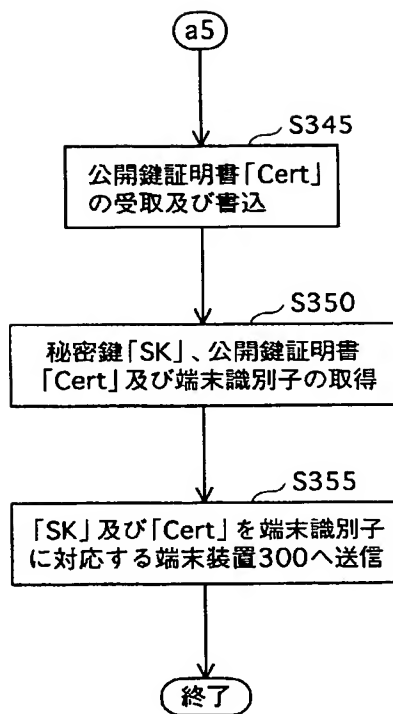 a5
S345
公開鍵証明書「Cert」
の受取及び書込
S350
秘密鍵「SK」、公開鍵証明書
「Cert」及び端末識別子の取得
S355
「SK」及び「Cert」を端末識別子
に対応する端末装置300へ送信
終了